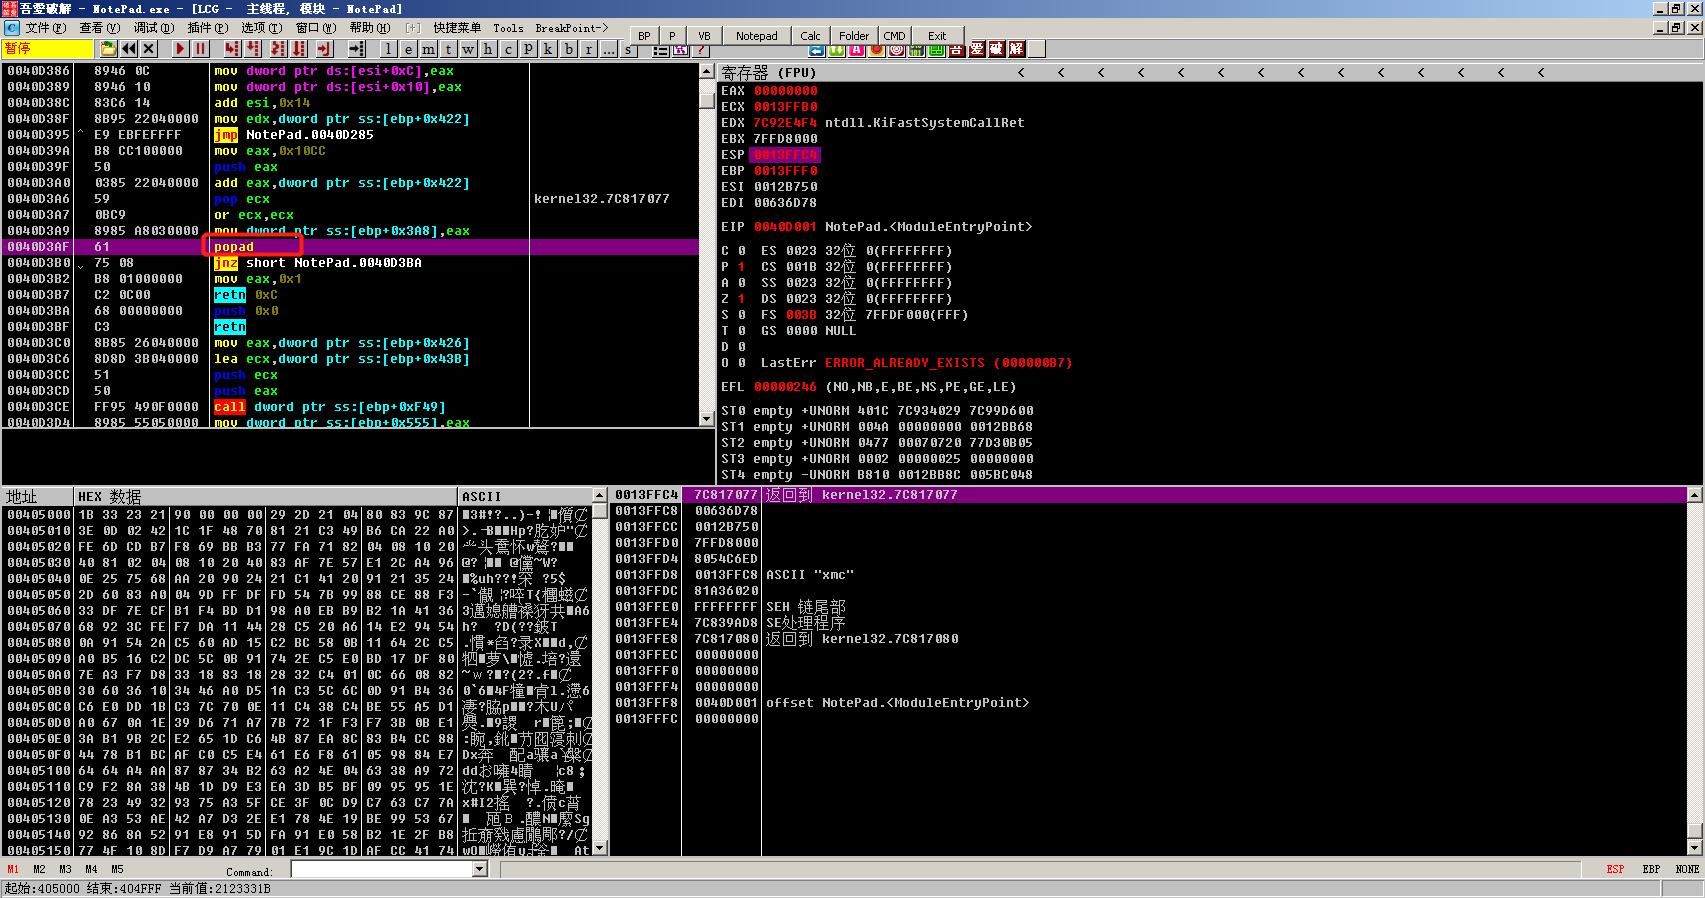 吾愛破解 - NotePad.exe - [LCG - 主线程, 模块 - NotePad]
文件(F) 查看(V) 调试(D) 插件(P) 选项(T) 窗口(W) 帮助(H) [+] 快捷菜单 Tools BreakPoint->
BP P VB Notepad Calc Folder CMD Exit
暂停 l e m t w h c p k b r ... s ?
吾 愛 破 解
0040D386 8946 0C mov dword ptr ds:[esi+0xC],eax
0040D389 8946 10 mov dword ptr ds:[esi+0x10],eax
0040D38C 83C6 14 add esi,0x14
0040D38F 8B95 22040000 mov edx,dword ptr ss:[ebp+0x422]
0040D395 ^ E9 EBFEFFFF jmp NotePad.0040D285
0040D39A B8 CC100000 mov eax,0x10CC
0040D39F 50 push eax
0040D3A0 0385 22040000 add eax,dword ptr ss:[ebp+0x422]
0040D3A6 59 pop ecx kernel32.7C817077
0040D3A7 0BC9 or ecx,ecx
0040D3A9 8985 A8030000 mov dword ptr ss:[ebp+0x3A8],eax
0040D3AF 61 popad
0040D3B0 75 08 jnz short NotePad.0040D3BA
0040D3B2 B8 01000000 mov eax,0x1
0040D3B7 C2 0C00 retn 0xC
0040D3BA 68 00000000 push 0x0
0040D3BF C3 retn
0040D3C0 8B85 26040000 mov eax,dword ptr ss:[ebp+0x426]
0040D3C6 8D8D 3B040000 lea ecx,dword ptr ss:[ebp+0x43B]
0040D3CC 51 push ecx
0040D3CD 50 push eax
0040D3CE FF95 490F0000 call dword ptr ss:[ebp+0xF49]
0040D3D4 8985 55050000 mov dword ptr ss:[ebp+0x555],eax
寄存器 (FPU) < < < < < < < < < < < < < <
EAX 00000000
ECX 0013FFB0
EDX 7C92E4F4 ntdll.KiFastSystemCallRet
EBX 7FFD8000
ESP 0013FFC4
EBP 0013FFF0
ESI 0012B750
EDI 00636D78
EIP 0040D001 NotePad.<ModuleEntryPoint>
C 0 ES 0023 32位 0(FFFFFFFF)
P 1 CS 001B 32位 0(FFFFFFFF)
A 0 SS 0023 32位 0(FFFFFFFF)
Z 1 DS 0023 32位 0(FFFFFFFF)
S 0 FS 003B 32位 7FFDF000(FFF)
T 0 GS 0000 NULL
D 0
O 0 LastErr ERROR_ALREADY_EXISTS (000000B7)
EFL 00000246 (NO,NB,E,BE,NS,PE,GE,LE)
ST0 empty +UNORM 401C 7C934029 7C99D600
ST1 empty +UNORM 004A 00000000 0012BB68
ST2 empty +UNORM 0477 00070720 77D30B05
ST3 empty +UNORM 0002 00000025 00000000
ST4 empty -UNORM B810 0012BB8C 005BC048
地址 HEX 数据 ASCII
00405000 1B 33 23 21 90 00 00 00 29 2D 21 04 80 83 9C 87
00405010 3E 0D 02 42 1C 1F 48 70 81 21 C3 49 B6 CA 22 A0
00405020 FE 6D CD B7 F8 69 BB B3 77 FA 71 82 04 08 10 20
00405030 40 81 02 04 08 10 20 40 83 AF 7E 57 E1 2C A4 96
00405040 0E 25 75 68 AA 20 90 24 21 C1 41 20 91 21 35 24
00405050 2D 60 83 A0 04 9D FF DF FD 54 7B 99 88 CE 88 F3
00405060 33 DF 7E CF B1 F4 BD D1 98 A0 EB B9 B2 1A 41 36
00405070 68 92 3C FE F7 DA 11 44 28 C5 20 A6 14 E2 94 54
00405080 0A 91 54 2A C5 60 AD 15 C2 BC 58 0B 11 64 2C C5
00405090 A0 B5 16 C2 DC 5C 0B 91 74 2E C5 E0 BD 17 DF 80
004050A0 7E A3 F7 D8 33 18 83 18 28 32 C4 01 0C 66 08 82
004050B0 30 60 36 10 34 46 A0 D5 1A C3 5C 6C 0D 91 B4 36
004050C0 C6 E0 DD 1B C3 7C 70 0E 11 C4 38 C4 BE 55 A5 D1
004050D0 A0 67 0A 1E 39 D6 71 A7 7B 72 1F F3 F7 3B 0B E1
004050E0 3A B1 9B 2C E2 65 1D C6 4B 87 EA 8C 83 B4 CC 88
004050F0 44 78 B1 BC AF C0 C5 E4 61 E6 F8 61 05 98 84 E7
00405100 64 64 A4 AA 87 87 34 B2 63 A2 4E 04 63 38 A9 72
00405110 C9 F2 8A 38 4B 1D D9 E3 EA 3D B5 BF 09 95 95 1E
00405120 78 23 49 32 93 75 A3 5F CE 3F 0C D9 C7 63 C7 7A
00405130 0E A3 53 AE 42 A7 D3 2E E1 78 4E 19 BE 99 53 67
00405140 92 86 8A 52 91 E8 91 5D FA 91 E0 58 B2 1E 2F B8
00405150 77 4F 10 8D F7 D9 A7 79 01 E1 9C 1D AF CC 41 74
0013FFC4 7C817077 返回到 kernel32.7C817077
0013FFC8 00636D78
0013FFCC 0012B750
0013FFD0 7FFD8000
0013FFD4 8054C6ED
0013FFD8 0013FFC8 ASCII "xmc"
0013FFDC 81A36020
0013FFE0 FFFFFFFF SEH 链尾部
0013FFE4 7C839AD8 SE处理程序
0013FFE8 7C817080 返回到 kernel32.7C817080
0013FFEC 00000000
0013FFF0 00000000
0013FFF4 00000000
0013FFF8 0040D001 offset NotePad.<ModuleEntryPoint>
0013FFFC 00000000
M1 M2 M3 M4 M5 Command: ESP EBP NONE
起始:405000 结束:404FFF 当前值:2123331B